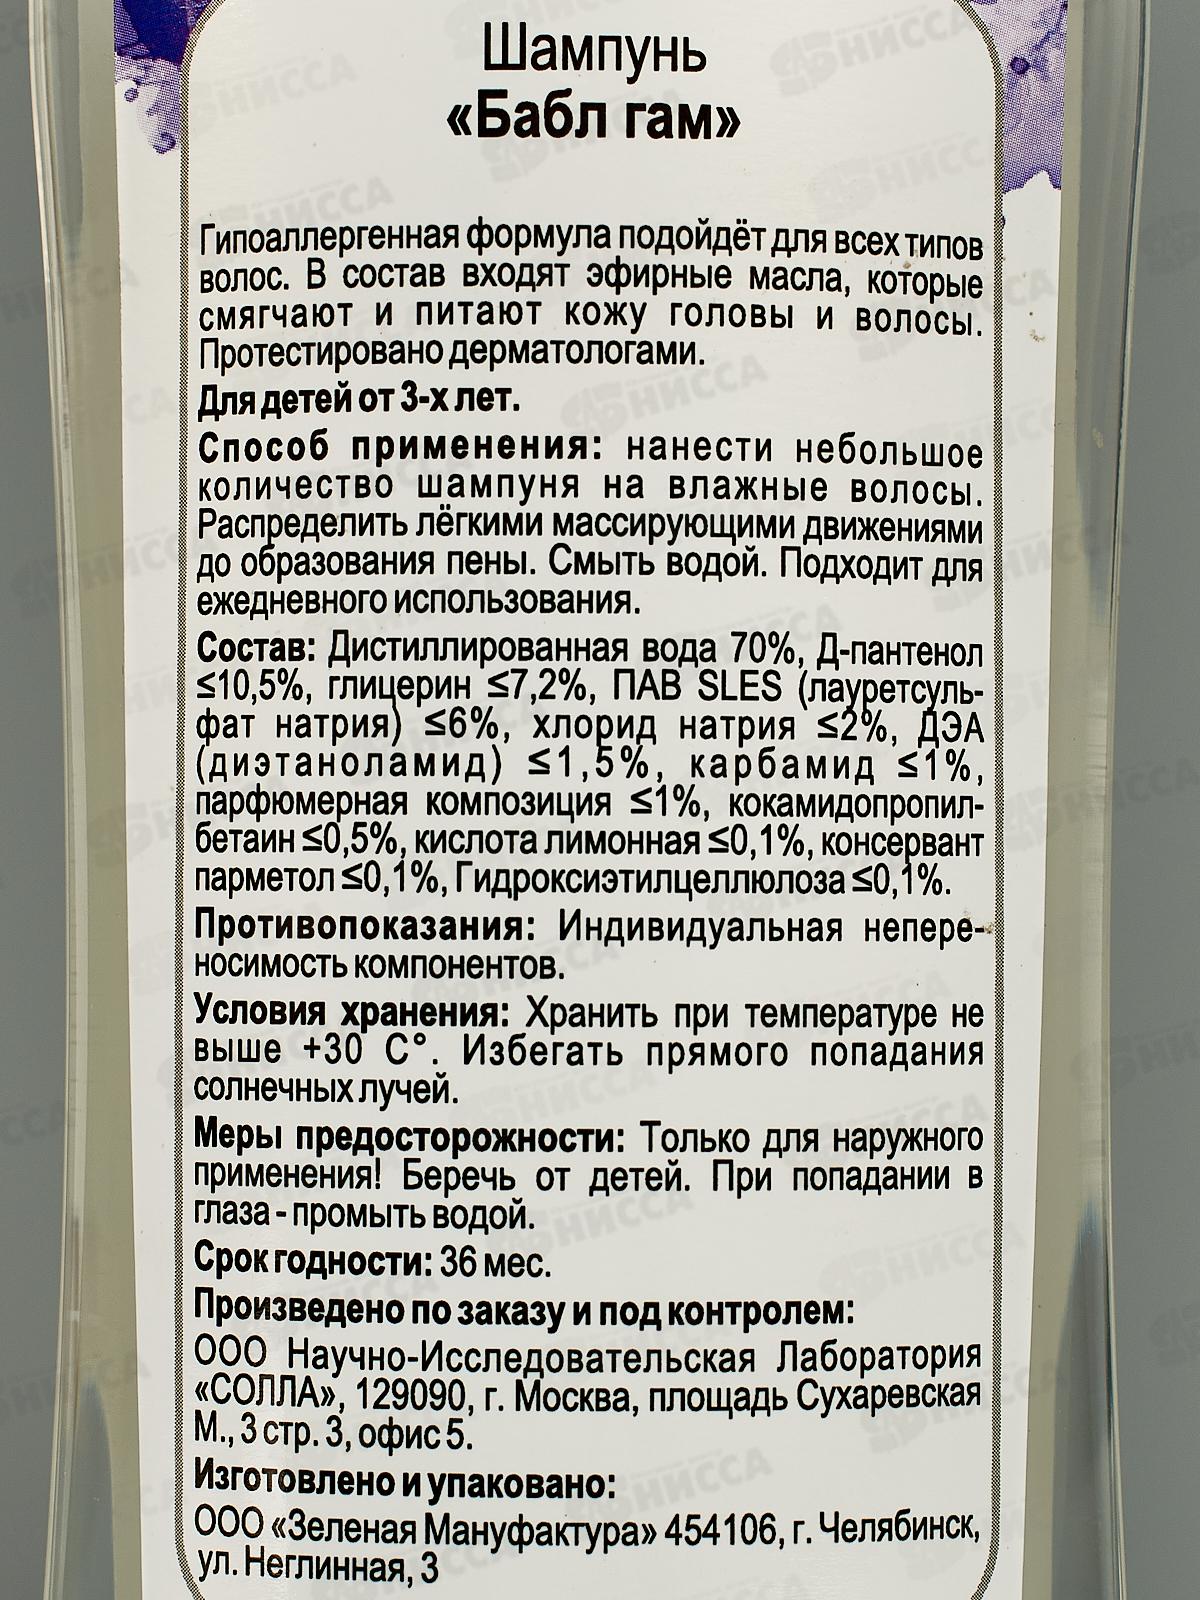 Шампунь
«Бабл гам»
Гипоаллергенная формула подойдёт для всех типов
волос. В состав входят эфирные масла, которые
смягчают и питают кожу головы и волосы.
Протестировано дерматологами.
Для детей от 3-х лет.
Способ применения: нанести небольшое
количество шампуня на влажные волосы.
Распределить лёгкими массирующими движениями
до образования пены. Смыть водой. Подходит для
ежедневного использования.
Состав: Дистиллированная вода 70%, Д-пантенол
≤10,5%, глицерин ≤7,2%, ПАВ SLES (лауретсуль-
фат натрия) ≤6%, хлорид натрия ≤2%, ДЭА
(диэтаноламид) ≤1,5%, карбамид ≤1%,
парфюмерная композиция ≤1%, кокамидопропил-
бетаин ≤0,5%, кислота лимонная ≤0,1%, консервант
парметол ≤0,1%, Гидроксиэтилцеллюлоза ≤0,1%.
Противопоказания: Индивидуальная непере-
носимость компонентов.
Условия хранения: Хранить при температуре не
выше +30 С°. Избегать прямого попадания
солнечных лучей.
Меры предосторожности: Только для наружного
применения! Беречь от детей. При попадании в
глаза - промыть водой.
Срок годности: 36 мес.
Произведено по заказу и под контролем:
ООО Научно-Исследовательская Лаборатория
«СОЛЛА», 129090, г. Москва, площадь Сухаревская
М., 3 стр. 3, офис 5.
Изготовлено и упаковано:
ООО «Зеленая Мануфактура» 454106, г. Челябинск,
ул. Неглинная, 3